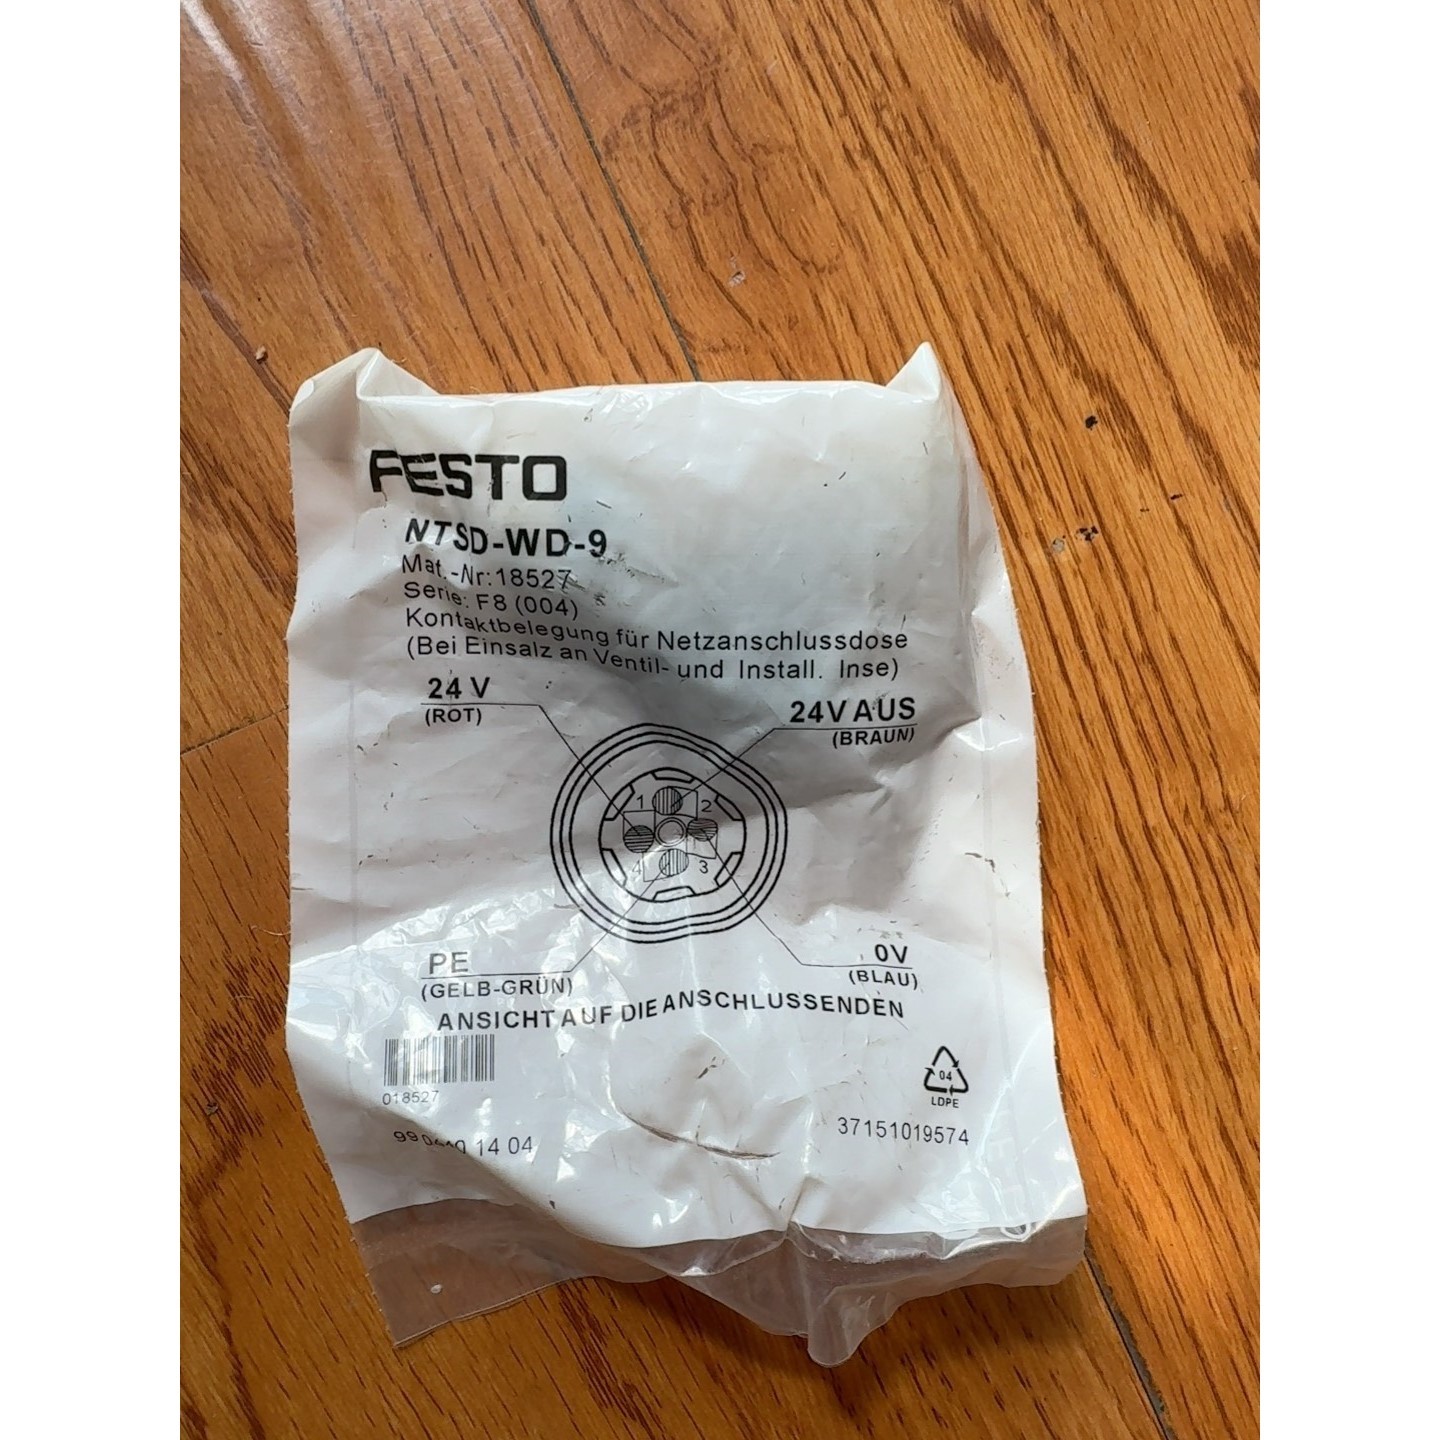 FESTO
NTSD-WD-9
Mat.-Nr:18527
Serie: F8 (004)
Kontaktbelegung für Netzanschlussdose
(Bei Einsalz an Ventil- und Install. Inse)
24 V
(ROT)
24V AUS
(BRAUN)
1 2
4 3
PE
(GELB-GRÜN)
0V
(BLAU)
ANSICHT AUF DIE ANSCHLUSSENDEN
018527
04
LDPE
14 04
37151019574